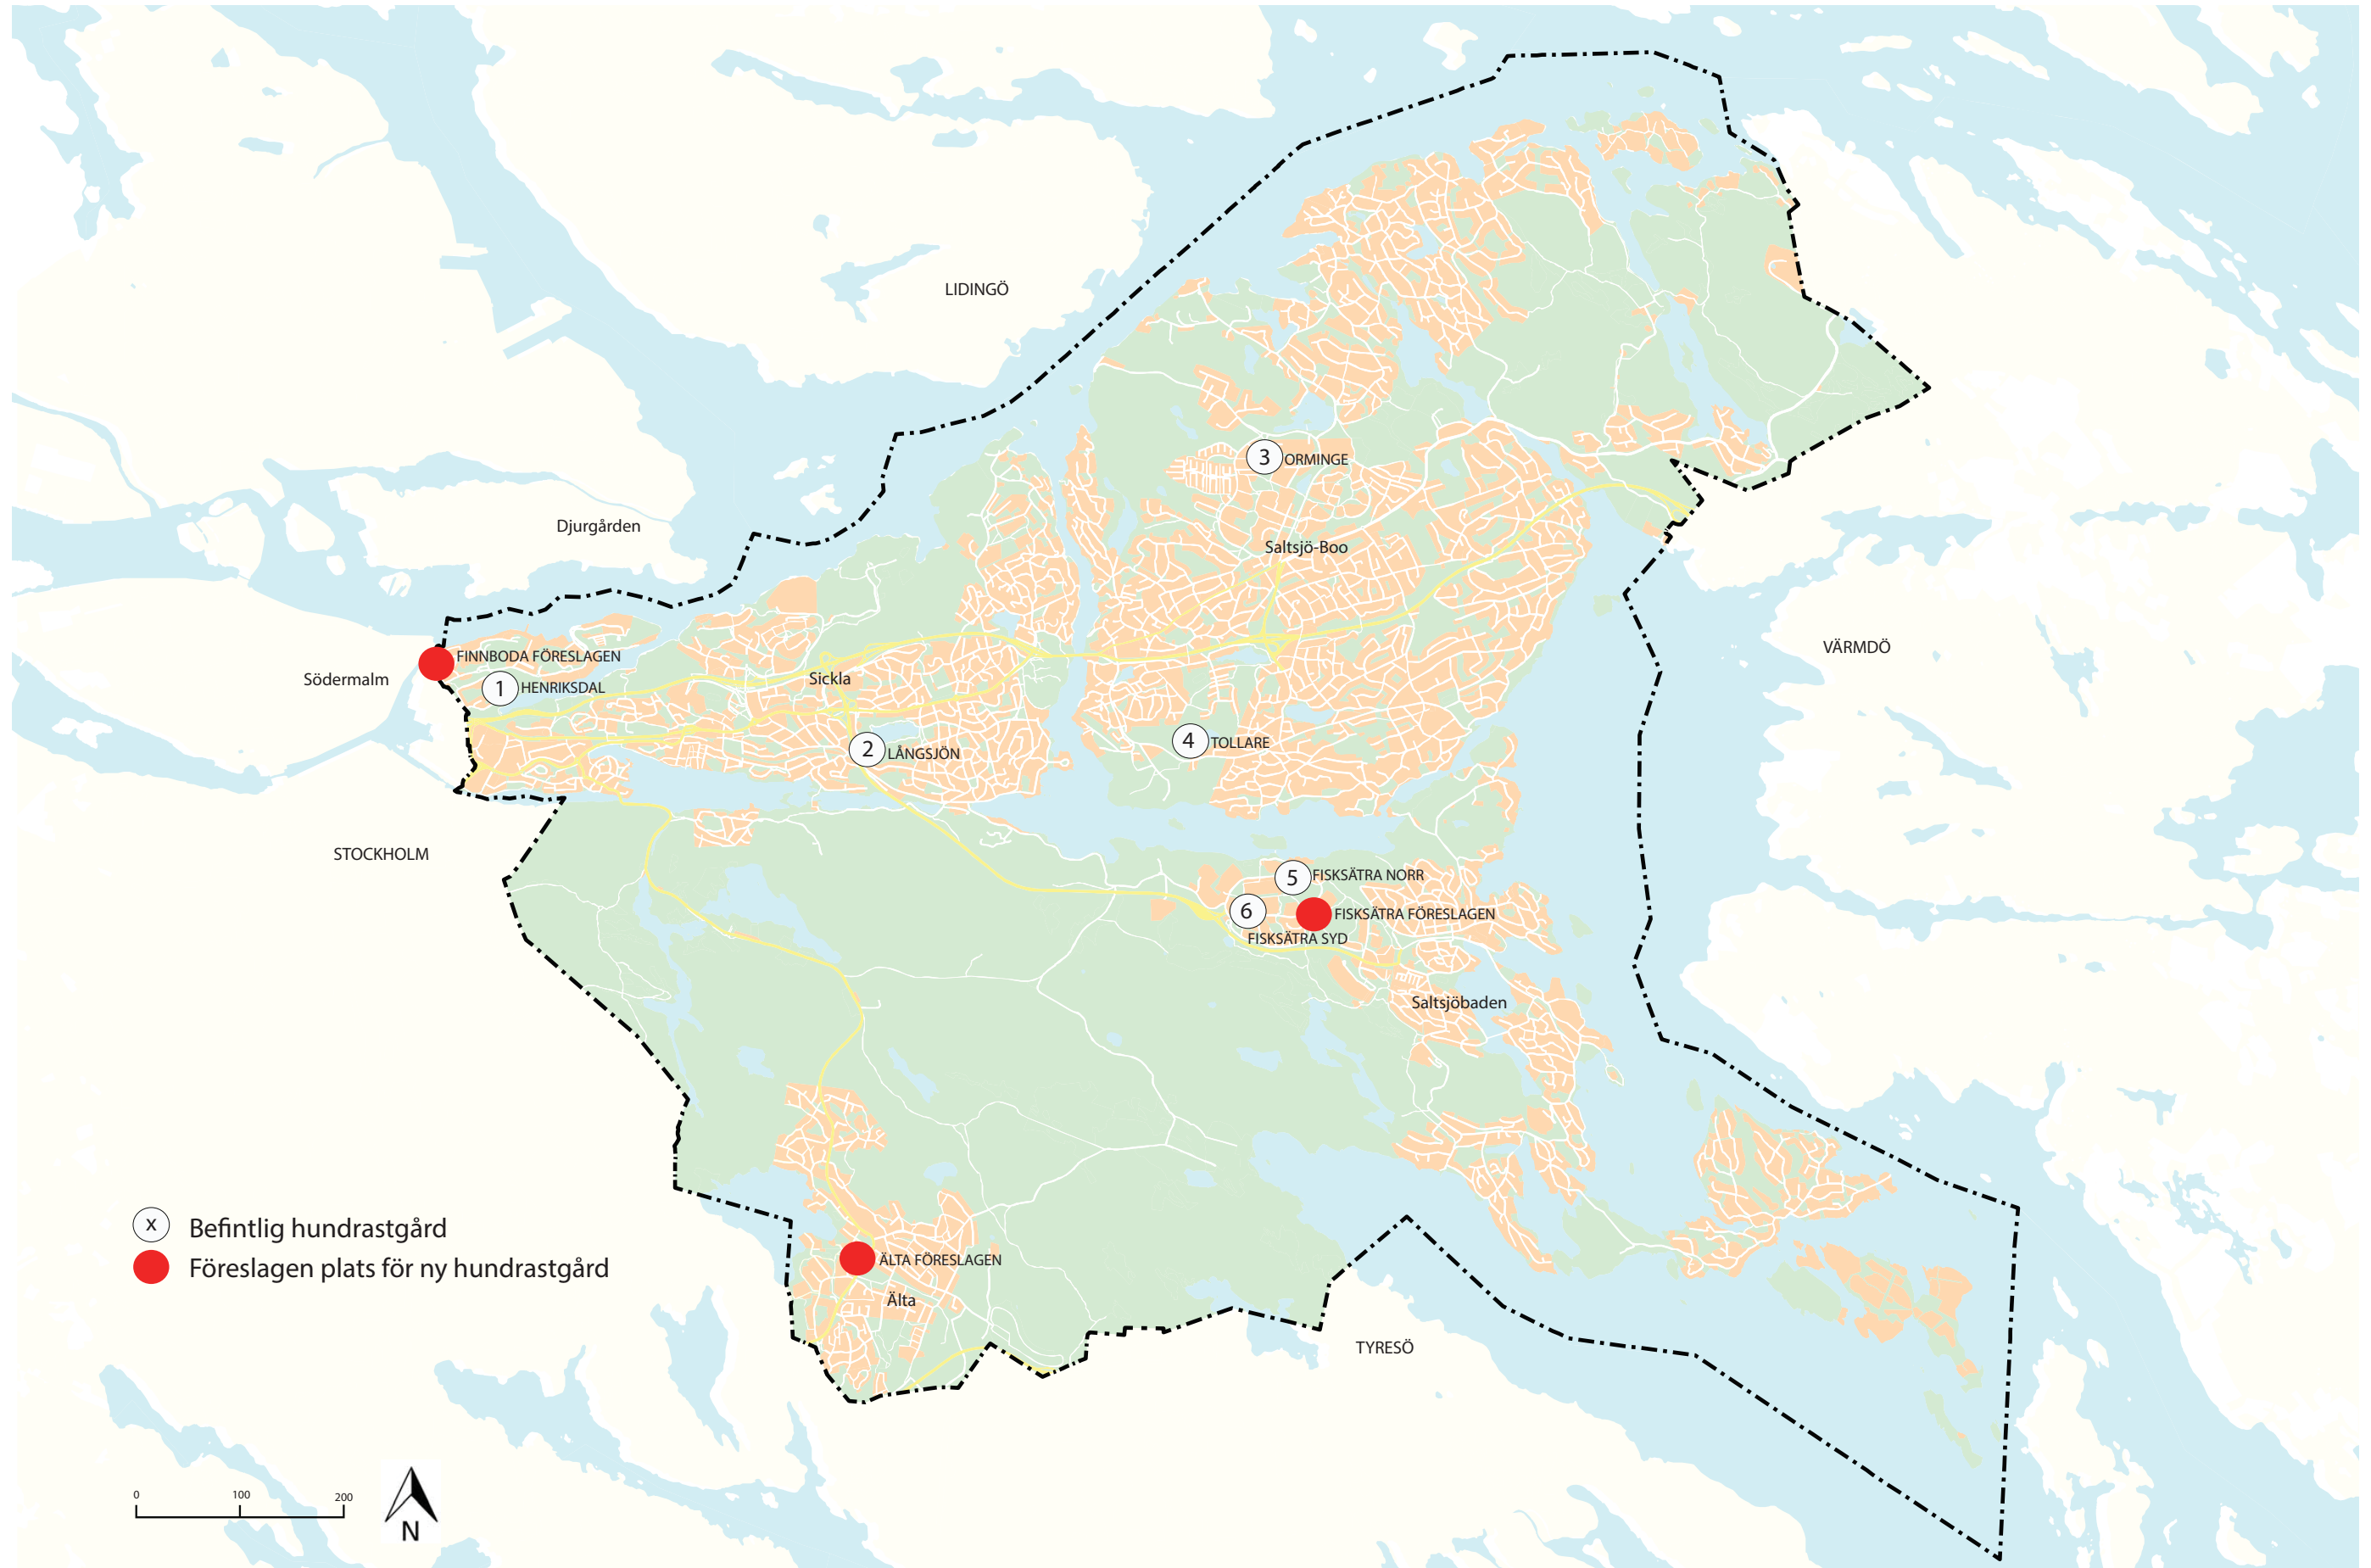 LIDINGÖ
3 ORMINGE
Djurgården
Saltsjö-Boo
FINNBODA FÖRESLAGEN
Södermalm
1 HENRIKSDAL
Sickla
VÄRMDÖ
2 LÅNGSJÖN
4 TOLLARE
STOCKHOLM
5 FISKSÄTRA NORR
6
FISKSÄTRA FÖRESLAGEN
FISKSÄTRA SYD
Saltsjöbaden
x Befintlig hundrastgård
Föreslagen plats för ny hundrastgård
ÄLTA FÖRESLAGEN
Älta
TYRESÖ
0 100 200
N